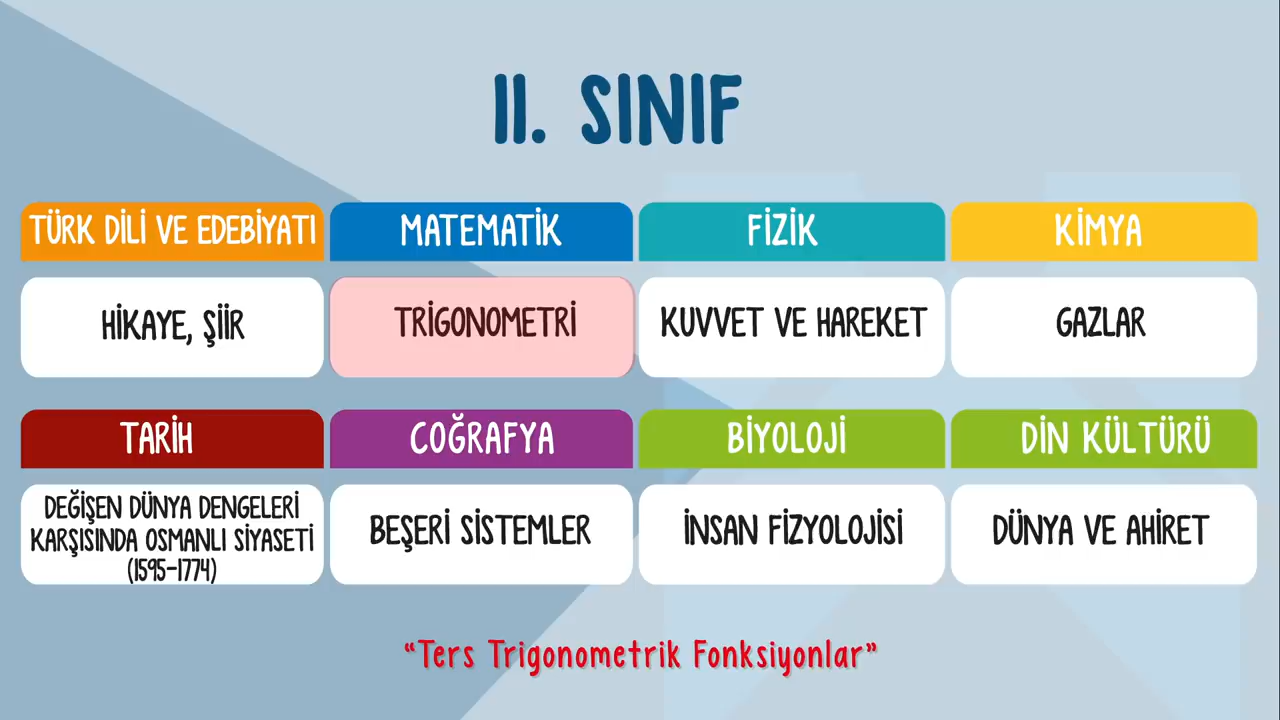 11. SINIF
TÜRK DİLİ VE EDEBİYATI
MATEMATİK
FİZİK
KİMYA
HİKAYE, ŞİİR
TRİGONOMETRİ
KUVVET VE HAREKET
GAZLAR
TARİH
COĞRAFYA
BİYOLOJİ
DİN KÜLTÜRÜ
DEĞİŞEN DÜNYA DENGELERİ
KARŞISINDA OSMANLI SİYASETİ
(1595-1774)
BEŞERİ SİSTEMLER
İNSAN FİZYOLOJİSİ
DÜNYA VE AHİRET
"Ters Trigonometrik Fonksiyonlar"